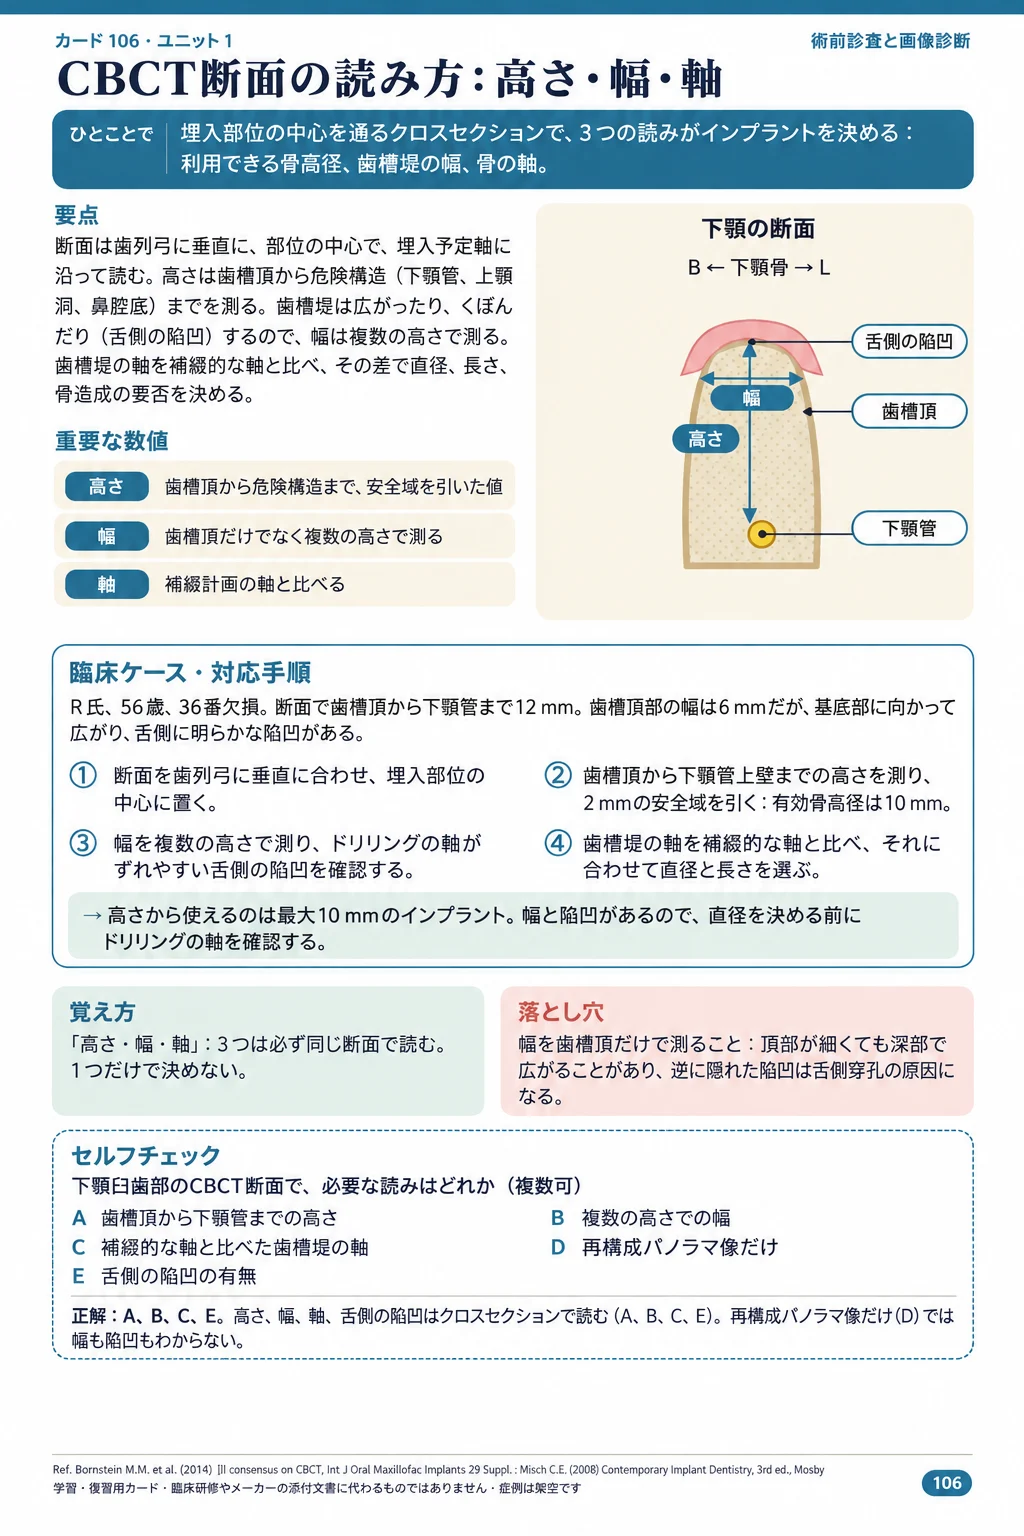 カード 106・ユニット 1
術前診査と画像診断
CBCT断面の読み方：高さ・幅・軸
ひとことで
埋入部位の中心を通るクロスセクションで、3つの読みがインプラントを決める：
利用できる骨高径、歯槽堤の幅、骨の軸。
要点
断面は歯列弓に垂直に、部位の中心で、埋入予定軸に
沿って読む。高さは歯槽頂から危険構造（下顎管、上顎
洞、鼻腔底）までを測る。歯槽堤は広がったり、くぼん
だり（舌側の陥凹）するので、幅は複数の高さで測る。
歯槽堤の軸を補綴的な軸と比べ、その差で直径、長さ、
骨造成の要否を決める。
重要な数値
高さ 歯槽頂から危険構造まで、安全域を引いた値
幅 歯槽頂だけでなく複数の高さで測る
軸 補綴計画の軸と比べる
下顎の断面
B ← 下顎骨 → L
舌側の陥凹
幅
歯槽頂
高さ
下顎管
臨床ケース・対応手順
R氏、56歳、36番欠損。断面で歯槽頂から下顎管まで12 mm。歯槽頂部の幅は6 mmだが、基底部に向かって
広がり、舌側に明らかな陥凹がある。
① 断面を歯列弓に垂直に合わせ、埋入部位の
中心に置く。
② 歯槽頂から下顎管上壁までの高さを測り、
2 mmの安全域を引く：有効骨高径は10 mm。
③ 幅を複数の高さで測り、ドリリングの軸が
ずれやすい舌側の陥凹を確認する。
④ 歯槽堤の軸を補綴的な軸と比べ、それに
合わせて直径と長さを選ぶ。
→ 高さから使えるのは最大10 mmのインプラント。幅と陥凹があるので、直径を決める前に
ドリリングの軸を確認する。
覚え方
「高さ・幅・軸」：3つは必ず同じ断面で読む。
1つだけで決めない。
落とし穴
幅を歯槽頂だけで測ること：頂部が細くても深部で
広がることがあり、逆に隠れた陥凹は舌側穿孔の原因に
なる。
セルフチェック
下顎臼歯部のCBCT断面で、必要な読みはどれか（複数可）
A 歯槽頂から下顎管までの高さ
B 複数の高さでの幅
C 補綴的な軸と比べた歯槽堤の軸
D 再構成パノラマ像だけ
E 舌側の陥凹の有無
正解：A、B、C、E。高さ、幅、軸、舌側の陥凹はクロスセクションで読む（A、B、C、E）。再構成パノラマ像だけ（D）では
幅も陥凹もわからない。
Ref. Bornstein M.M. et al. (2014) ]II consensus on CBCT, Int J Oral Maxillofac Implants 29 Suppl. : Misch C.E. (2008) Contemporary Implant Dentistry, 3rd ed., Mosby
学習・復習用カード・臨床研修やメーカーの添付文書に代わるものではありません・症例は架空です
106